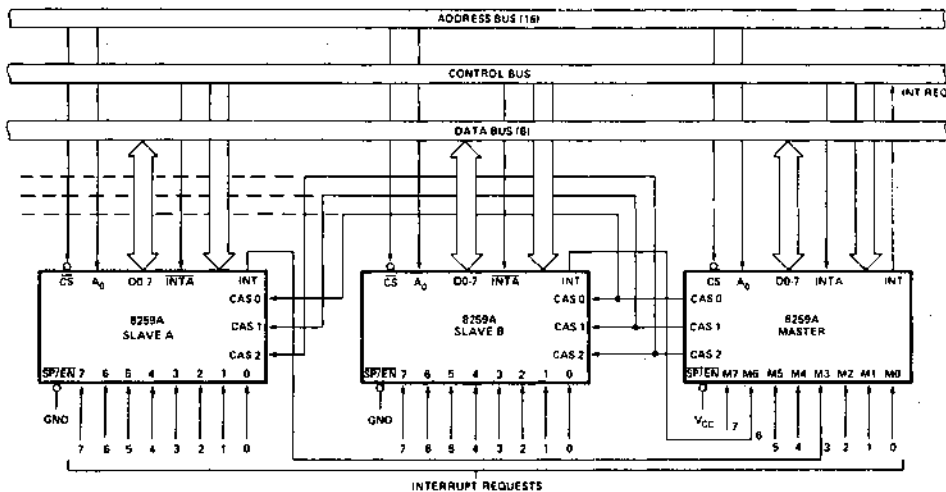 ADDRESS BUS (16)
CONTROL BUS
INT REQ
DATA BUS (8)
CS A0 D0-7 INTA INT
CAS 0
8259A
SLAVE A
CAS 1
CAS 2
SP/EN 7 6 5 4 3 2 1 0
GND
7 6 5 4 3 2 1 0
CS A0 D0-7 INTA INT
CAS 0
8259A
SLAVE B
CAS 1
CAS 2
SP/EN 7 6 5 4 3 2 1 0
GND
7 6 5 4 3 2 1 0
CS A0 D0-7 INTA INT
CAS 0
CAS 1
8259A
MASTER
CAS 2
SP/EN M7 M6 M5 M4 M3 M2 M1 M0
VCC
7 6 5 4 3 2 1 0
INTERRUPT REQUESTS